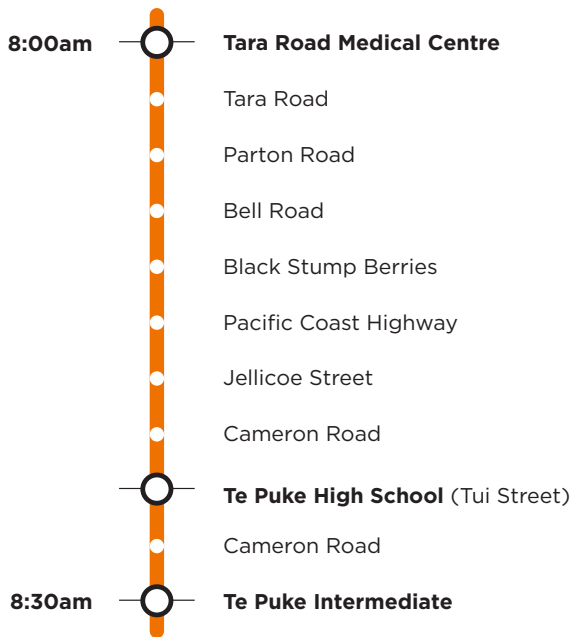 8:00am Tara Road Medical Centre
Tara Road
Parton Road
Bell Road
Black Stump Berries
Pacific Coast Highway
Jellicoe Street
Cameron Road
Te Puke High School (Tui Street)
Cameron Road
8:30am Te Puke Intermediate